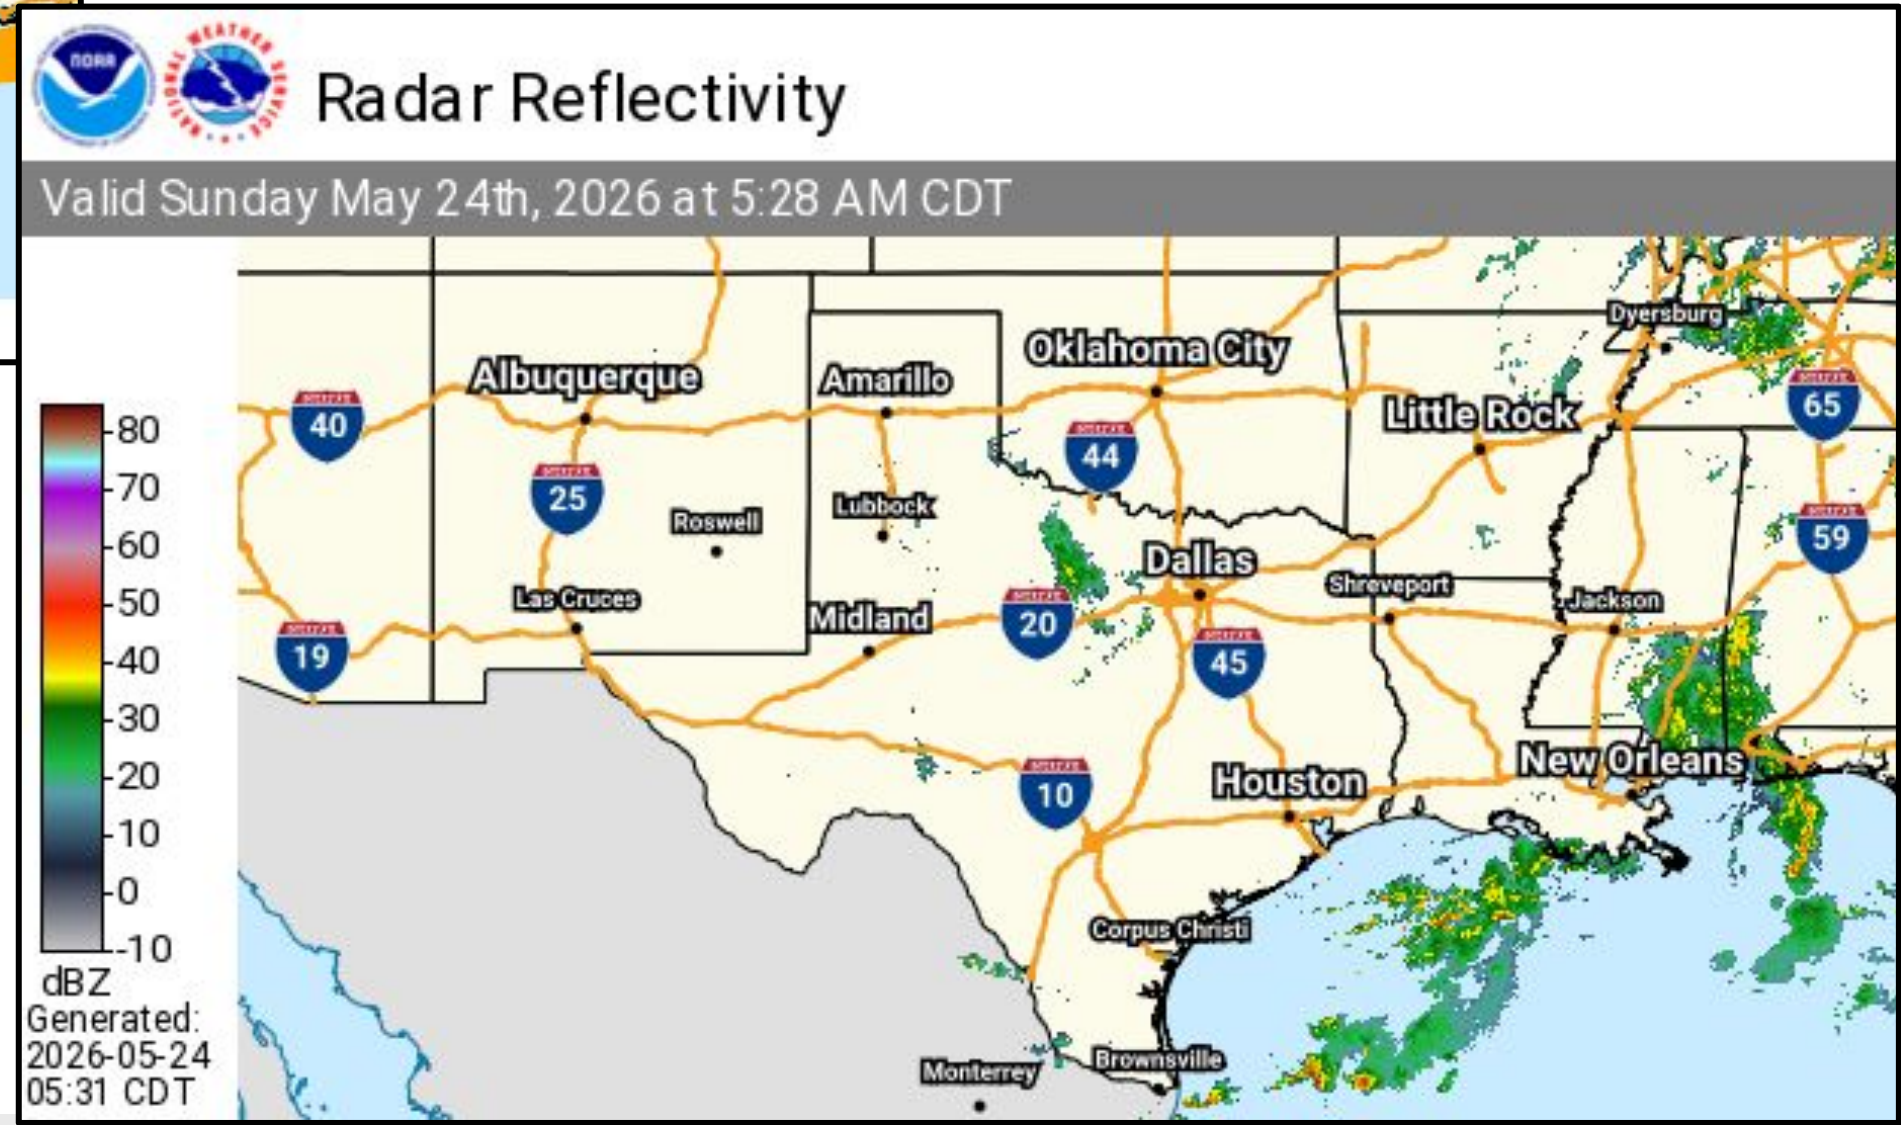 NOAA
NATIONAL WEATHER SERVICE
Radar Reflectivity
Valid Sunday May 24th, 2026 at 5:28 AM CDT
Dyersburg
Oklahoma City
Albuquerque
Amarillo
40
65
Little Rock
44
25
Lubbock
Roswell
59
Dallas
Shreveport
Las Cruces
Jackson
Midland
20
19
45
New Orleans
Houston
10
Corpus Christi
Brownsville
Monterrey
80
70
60
50
40
30
20
10
0
-10
dBZ
Generated:
2026-05-24
05:31 CDT